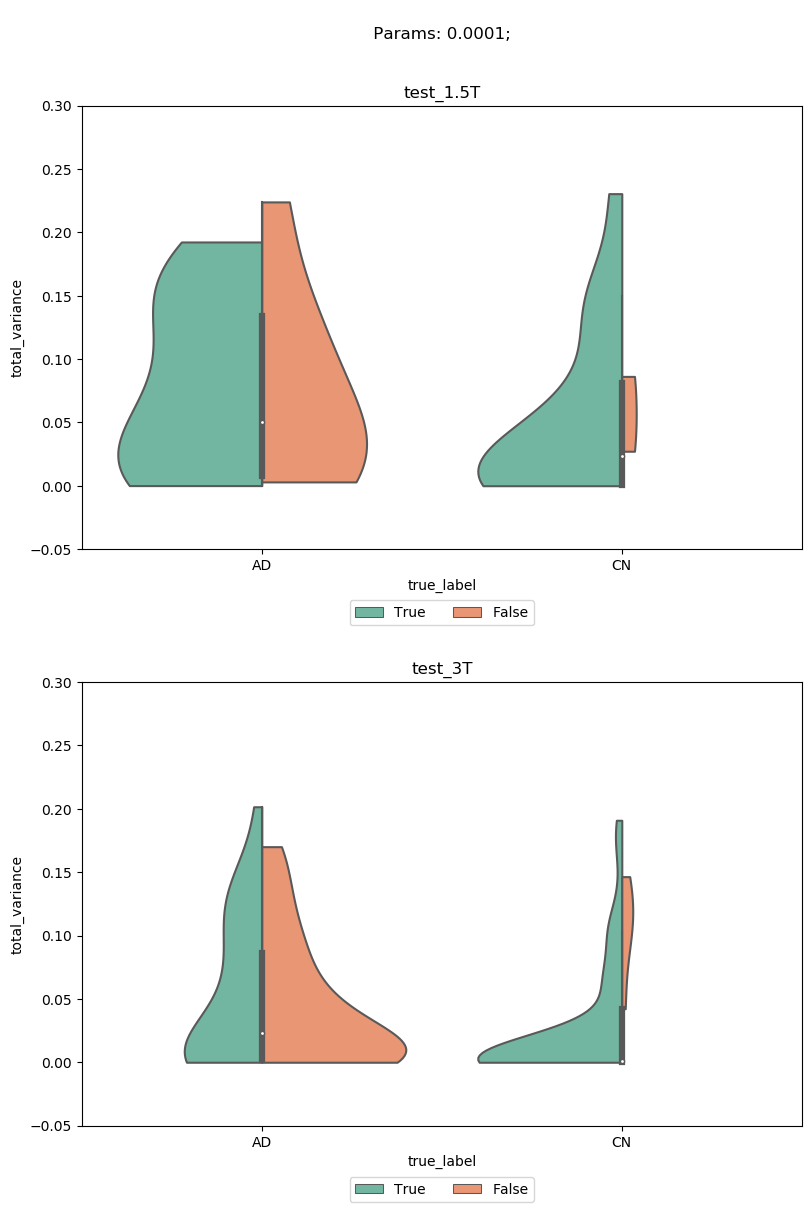 Params: 0.0001;
test_1.5T
0.30
0.25
0.20
0.15
0.10
0.05
0.00
−0.05
total_variance
AD CN
true_label
True False
test_3T
0.30
0.25
0.20
0.15
0.10
0.05
0.00
−0.05
total_variance
AD CN
true_label
True False